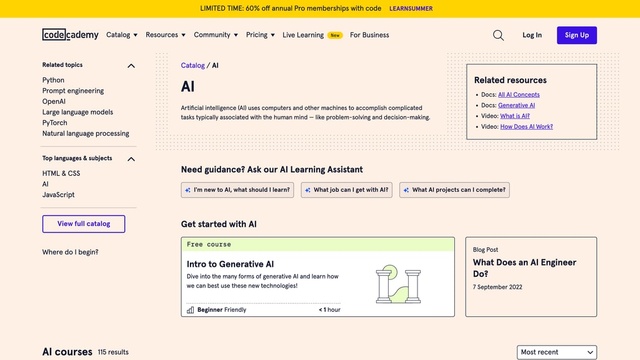 LIMITED TIME: 60% off annual Pro memberships with code LEARNSUMMER
codecademy Catalog Resources Community Pricing Live Learning New For Business Log In Sign Up
Related topics
Python
Prompt engineering
OpenAI
Large language models
PyTorch
Natural language processing
Top languages & subjects
HTML & CSS
AI
JavaScript
View full catalog
Where do I begin?
Catalog / AI
AI
Artificial intelligence (AI) uses computers and other machines to accomplish complicated
tasks typically associated with the human mind — like problem-solving and decision-making.
Related resources
• Docs: All AI Concepts
• Docs: Generative AI
• Video: What is AI?
• Video: How Does AI Work?
Need guidance? Ask our AI Learning Assistant
I'm new to AI, what should I learn? What job can I get with AI? What AI projects can I complete?
Get started with AI
Free course
Intro to Generative AI
Dive into the many forms of generative AI and learn how
we can best use these new technologies!
Beginner Friendly < 1 hour
Blog Post
What Does an AI Engineer
Do?
7 September 2022
AI courses 115 results
Most recent